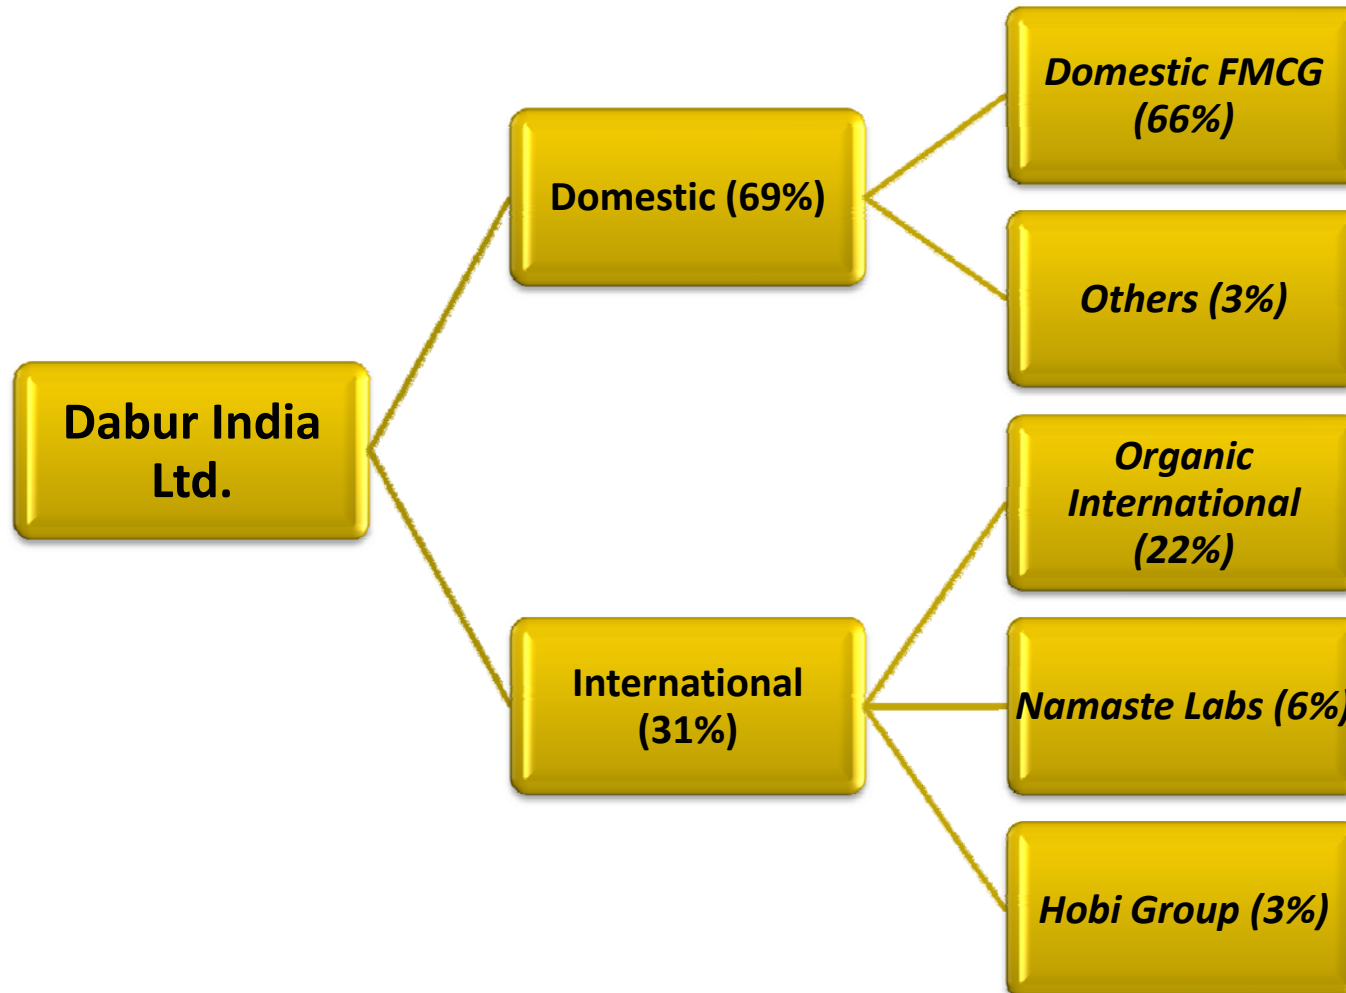 Dabur India
Ltd.
Domestic (69%)
International
(31%)
Domestic FMCG
(66%)
Others (3%)
Organic
International
(22%)
Namaste Labs (6%)
Hobi Group (3%)